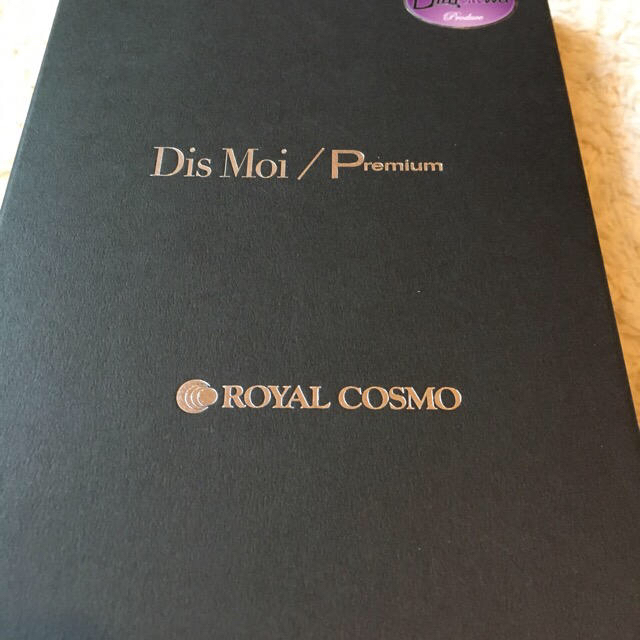 Produce
Dis Moi / Premium
ROYAL COSMO